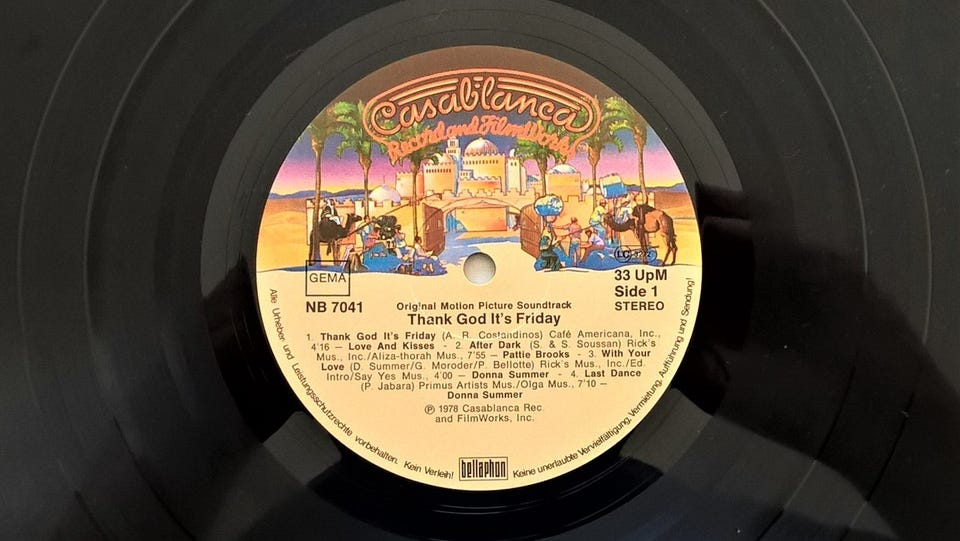 Casablanca
Record and FilmWorks
GEMA
LC
33 UpM
NB 7041
Side 1
STEREO
Original Motion Picture Soundtrack
Thank God It's Friday
1. Thank God It's Friday (A. R. Costandinos) Café Americana, Inc.,
4'16 – Love And Kisses - 2. After Dark (S. & S. Soussan) Rick's
Mus., Inc./Aliza-thorah Mus., 7'55 - Pattie Brooks - 3. With Your
Love (D. Summer/G. Moroder/P. Bellotte) Rick's Mus., Inc./Ed.
Intro/Say Yes Mus., 4'00 – Donna Summer - 4. Last Dance
(P. Jabara) Primus Artists Mus./Olga Mus., 7'10 –
Donna Summer
℗ 1978 Casablanca Rec.
and FilmWorks, Inc.
Alle Urheber- und Leistungsschutzrechte vorbehalten. Kein Verleih! Keine unerlaubte Vervielfältigung, Vermietung, Aufführung und Sendung!
bellaphon